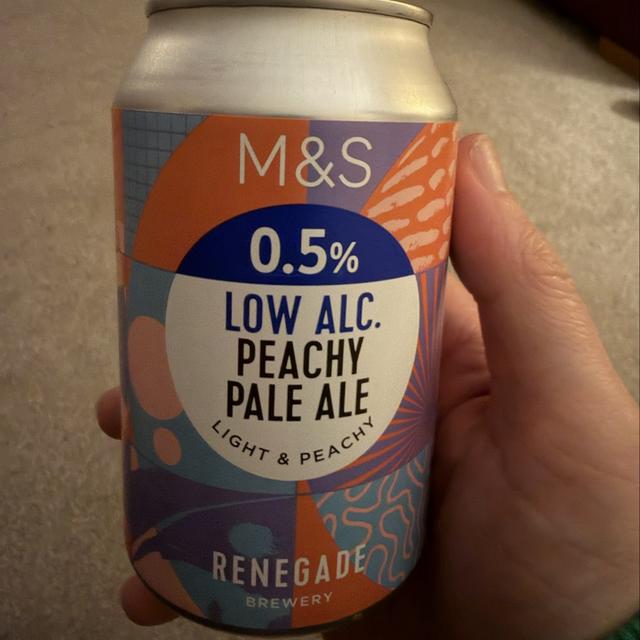 M&S
0.5%
LOW ALC.
PEACHY
PALE ALE
LIGHT & PEACHY
RENEGADE
BREWERY